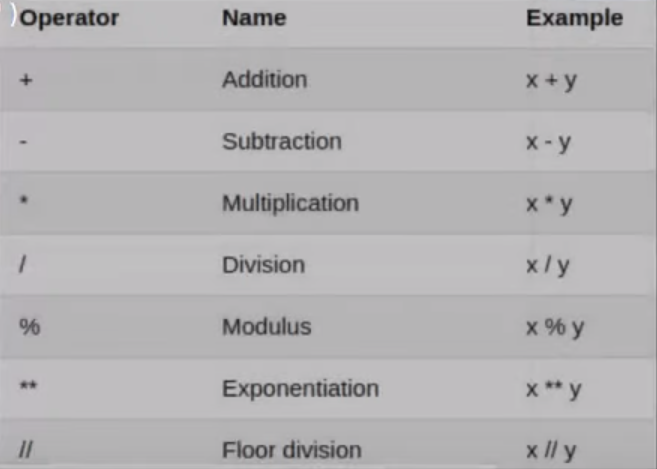 ) Operator Name Example
+ Addition x + y
- Subtraction x - y
* Multiplication x * y
/ Division x / y
% Modulus x % y
** Exponentiation x ** y
// Floor division x // y